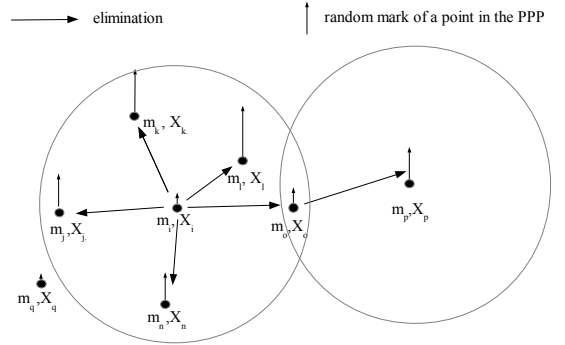 elimination
random mark of a point in the PPP
m_k, X_k.
m_l, X_l
m_i, X_i
m_j,X_j.
m_o,X_o
m_p,X_p
m_q,X_q
m_n,X_n